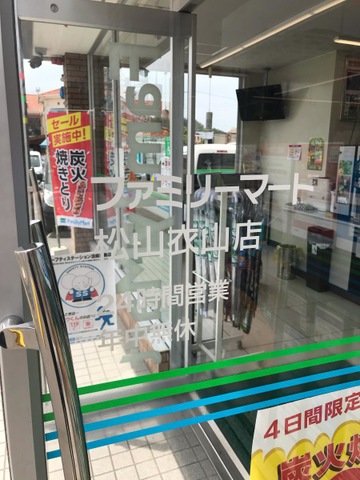 セール
実施中!
炭火
焼きとり
FamilyMart
ファミリーマート
松山衣山店
24時間営業
年中無休
4日間限定
炭火焼